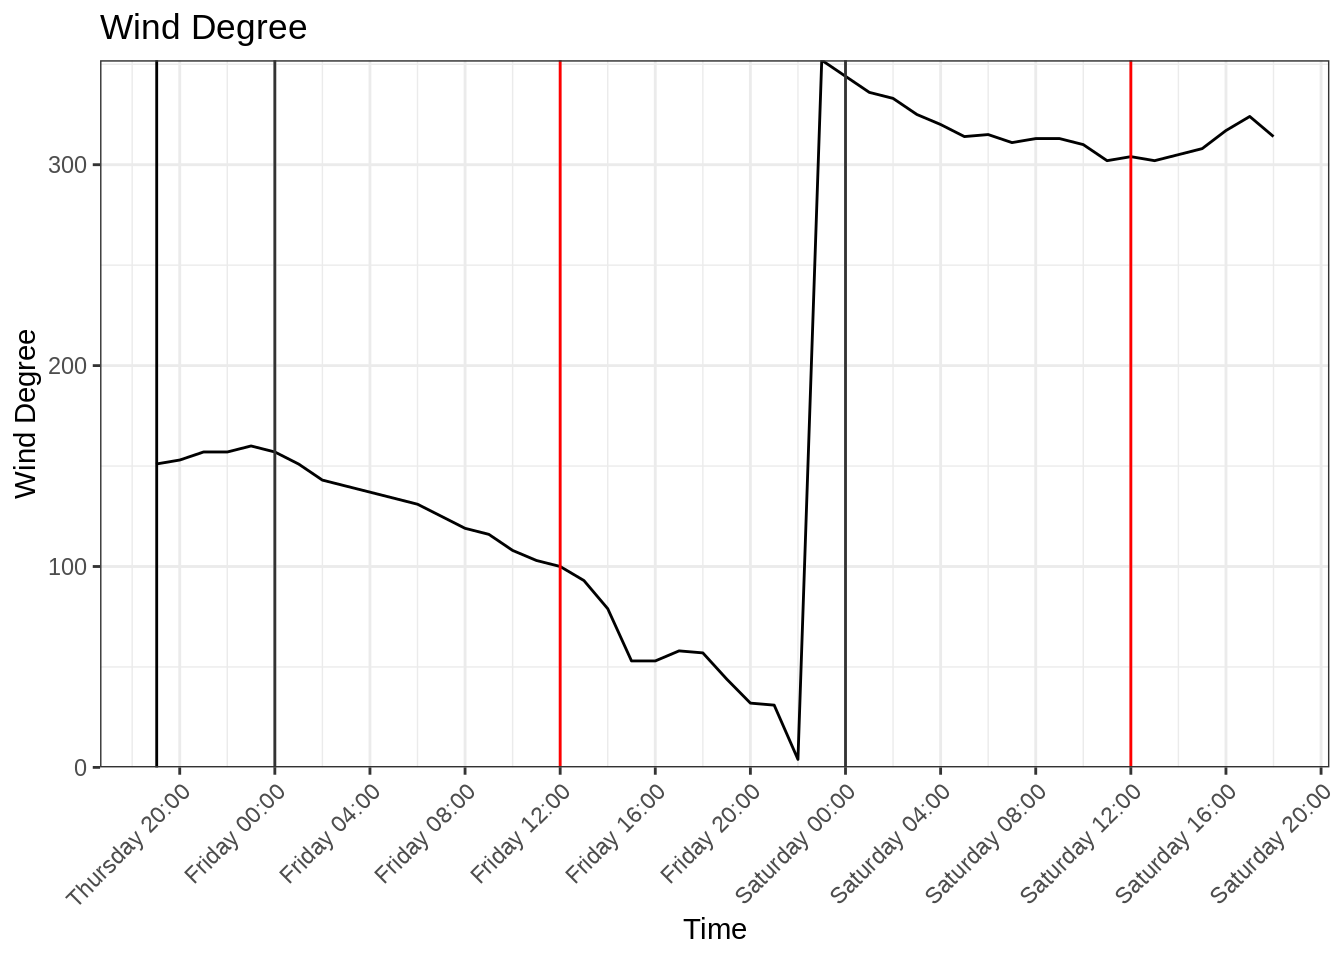 Wind Degree
Wind Degree
300
200
100
0
Thursday 20:00
Friday 00:00
Friday 04:00
Friday 08:00
Friday 12:00
Friday 16:00
Friday 20:00
Saturday 00:00
Saturday 04:00
Saturday 08:00
Saturday 12:00
Saturday 16:00
Saturday 20:00
Time